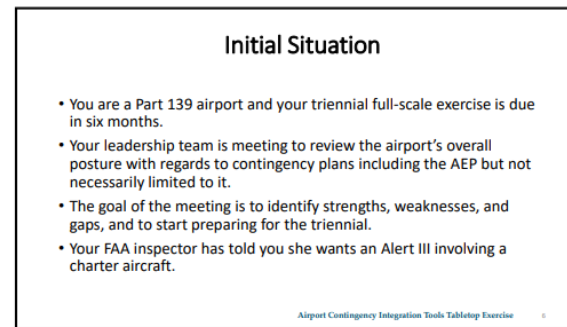 Initial Situation
• You are a Part 139 airport and your triennial full-scale exercise is due
in six months.
• Your leadership team is meeting to review the airport's overall
posture with regards to contingency plans including the AEP but not
necessarily limited to it.
• The goal of the meeting is to identify strengths, weaknesses, and
gaps, and to start preparing for the triennial.
• Your FAA inspector has told you she wants an Alert III involving a
charter aircraft.
Airport Contingency Integration Tools Tabletop Exercise